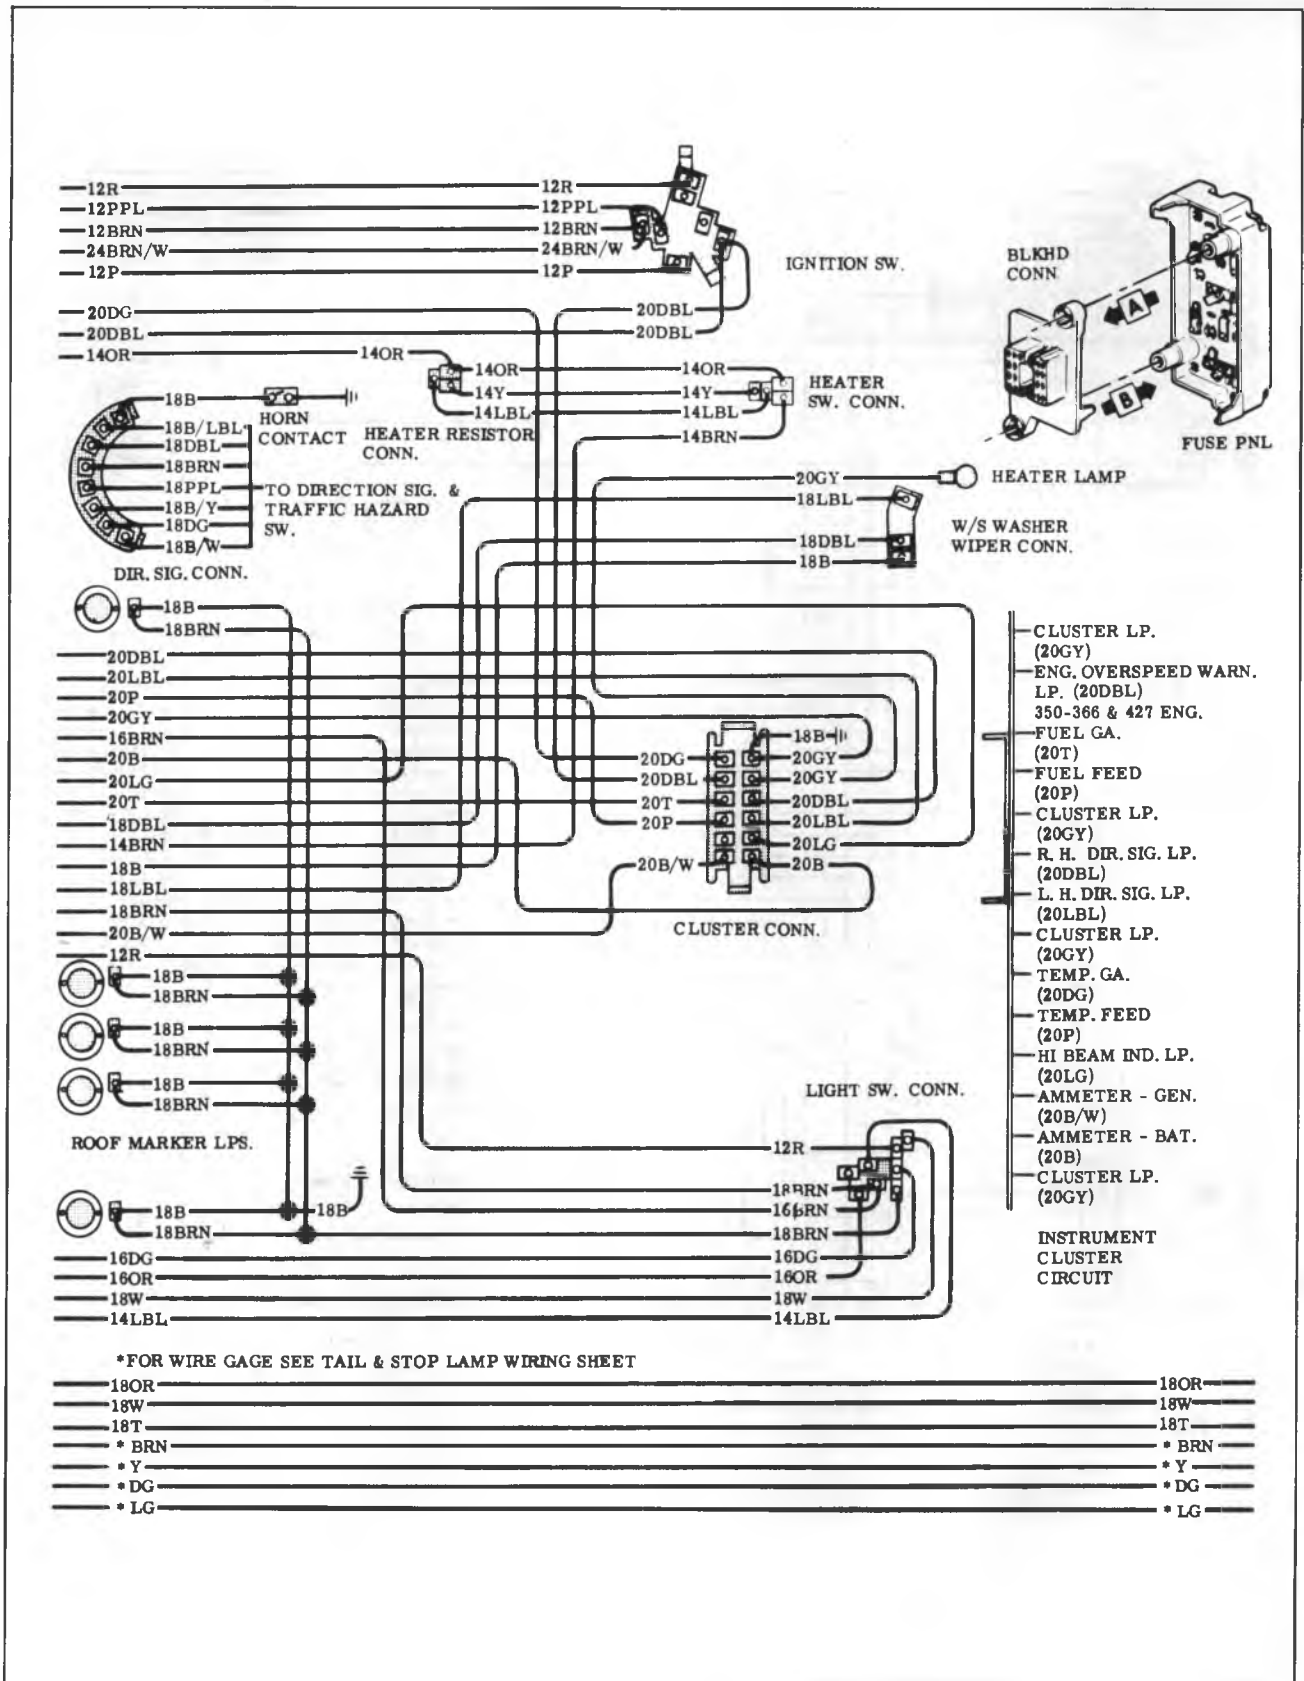 12R 12R
12PPL 12PPL
12BRN 12BRN
24BRN/W 24BRN/W
12P 12P
IGNITION SW.
BLKHD
CONN
A
B
FUSE PNL
20DG 20DBL
20DBL 20DBL
14OR 14OR 14OR 14OR
14Y 14Y
14LBL 14LBL
14BRN
HEATER
SW. CONN.
HEATER RESISTOR
CONN.
18B
HORN
CONTACT
18B/LBL
18DBL
18BRN
18PPL
18B/Y
18DG
18B/W
TO DIRECTION SIG. &
TRAFFIC HAZARD
SW.
DIR. SIG. CONN.
20GY
HEATER LAMP
18LBL
18DBL
18B
W/S WASHER
WIPER CONN.
18B
18BRN
20DBL
20LBL
20P
20GY
16BRN
20B
20LG
20T
18DBL
14BRN
18B
18LBL
18BRN
20B/W
12R
18B
20DG 20GY
20DBL 20GY
20T 20DBL
20P 20LBL
20LG
20B/W 20B
CLUSTER CONN.
CLUSTER LP.
(20GY)
ENG. OVERSPEED WARN.
LP. (20DBL)
350-366 & 427 ENG.
FUEL GA.
(20T)
FUEL FEED
(20P)
CLUSTER LP.
(20GY)
R. H. DIR. SIG. LP.
(20DBL)
L. H. DIR. SIG. LP.
(20LBL)
CLUSTER LP.
(20GY)
TEMP. GA.
(20DG)
TEMP. FEED
(20P)
HI BEAM IND. LP.
(20LG)
AMMETER - GEN.
(20B/W)
AMMETER - BAT.
(20B)
CLUSTER LP.
(20GY)
INSTRUMENT
CLUSTER
CIRCUIT
18B
18BRN
18B
18BRN
18B
18BRN
ROOF MARKER LPS.
18B 18B
18BRN
LIGHT SW. CONN.
12R
18BRN
16BRN
18BRN
16DG 16DG
16OR 16OR
18W 18W
14LBL 14LBL
*FOR WIRE GAGE SEE TAIL & STOP LAMP WIRING SHEET
18OR 18OR
18W 18W
18T 18T
* BRN * BRN
* Y * Y
* DG * DG
* LG * LG